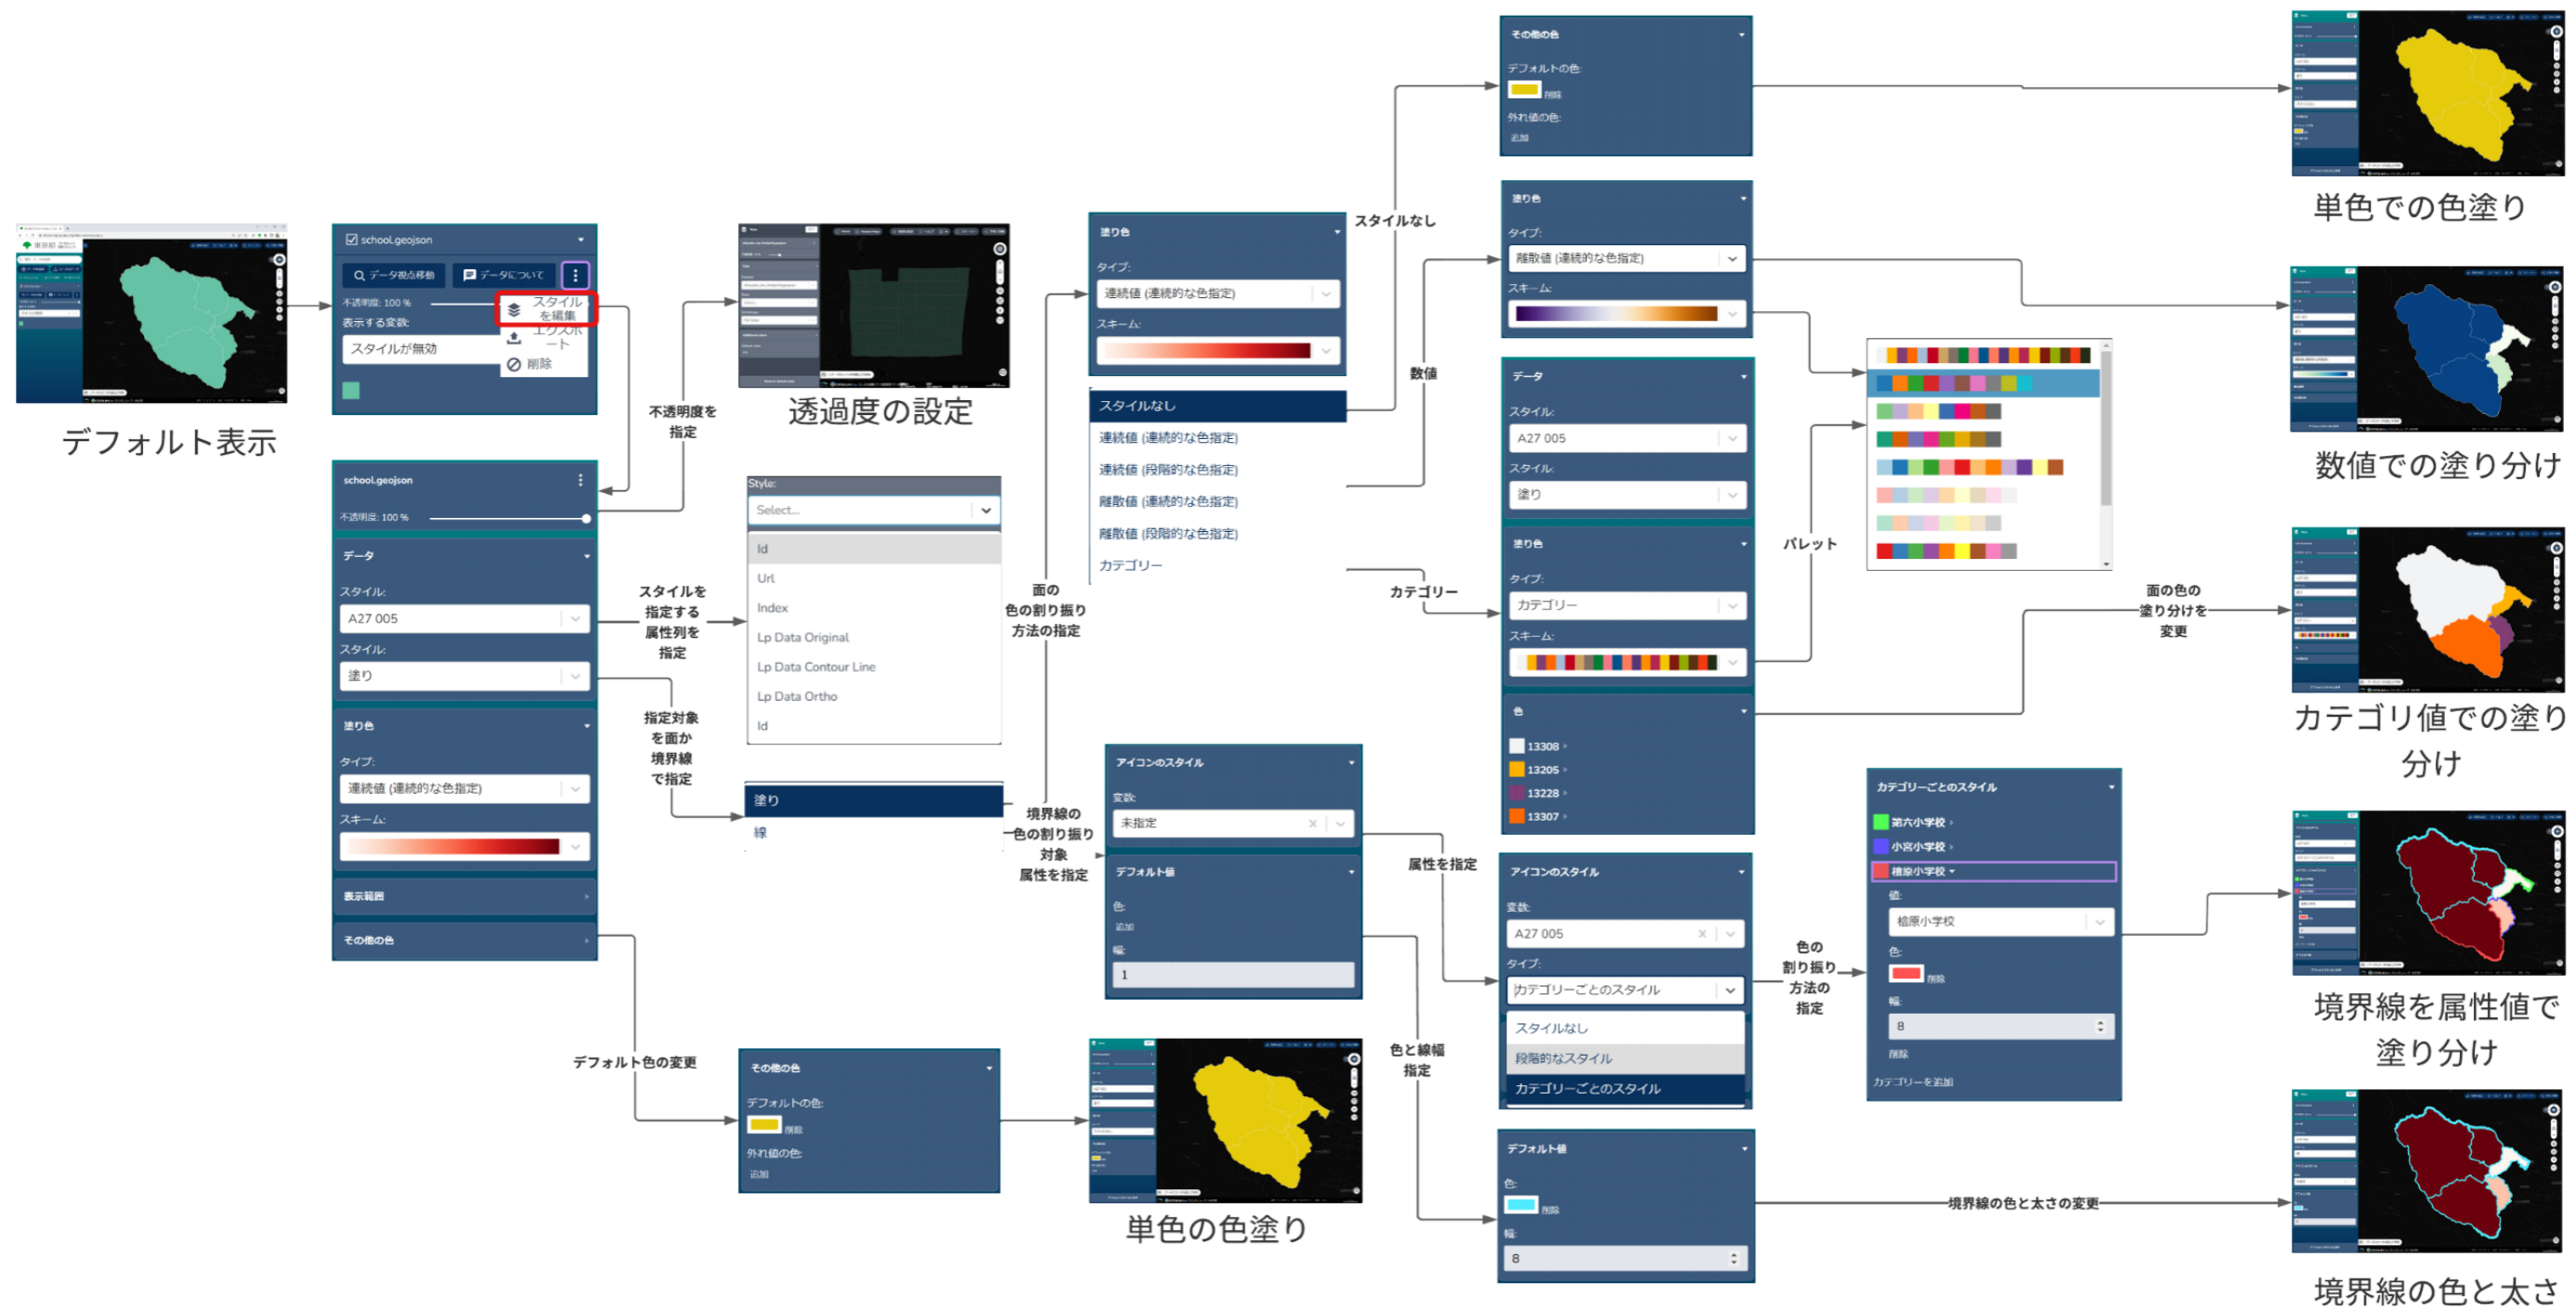 デフォルト表示
school.geojson
データ視点移動
データについて
不透明度: 100 %
スタイル
を編集
エクスポ
ート
削除
表示する変数:
スタイルが無効
school.geojson
不透明度: 100 %
データ
スタイル:
A27 005
スタイル:
塗り
塗り色
タイプ:
連続値 (連続的な色指定)
スキーム:
表示範囲
その他の色
不透明度を
指定
透過度の設定
スタイルを
指定する
属性列を
指定
Style:
Select...
Id
Url
Index
Lp Data Original
Lp Data Contour Line
Lp Data Ortho
Id
指定対象
を面か
境界線
で指定
塗り
線
デフォルト色の変更
その他の色
デフォルトの色:
削除
外れ値の色:
追加
単色の色塗り
面の
色の割り振り
方法の指定
塗り色
タイプ:
連続値 (連続的な色指定)
スキーム:
スタイルなし
連続値 (連続的な色指定)
連続値 (段階的な色指定)
離散値 (連続的な色指定)
離散値 (段階的な色指定)
カテゴリー
境界線の
色の割り振り
対象
属性を指定
アイコンのスタイル
変数:
未指定
デフォルト値
色:
追加
幅:
1
スタイルなし
その他の色
デフォルトの色:
削除
外れ値の色:
追加
単色での色塗り
数値
塗り色
タイプ:
離散値 (連続的な色指定)
スキーム:
数値での塗り分け
カテゴリー
データ
スタイル:
A27 005
スタイル:
塗り
塗り色
タイプ:
カテゴリー
スキーム:
色
13308
13205
13228
13307
パレット
面の色の
塗り分けを
変更
カテゴリ値での塗り
分け
属性を指定
アイコンのスタイル
変数:
A27 005
タイプ:
カテゴリーごとのスタイル
スタイルなし
段階的なスタイル
カテゴリーごとのスタイル
色の
割り振り
方法の
指定
カテゴリーごとのスタイル
第六小学校
小宮小学校
檜原小学校
値:
檜原小学校
色:
削除
幅:
8
削除
カテゴリーを追加
境界線を属性値で
塗り分け
色と線幅
指定
デフォルト値
色:
削除
幅:
8
境界線の色と太さの変更
境界線の色と太さ